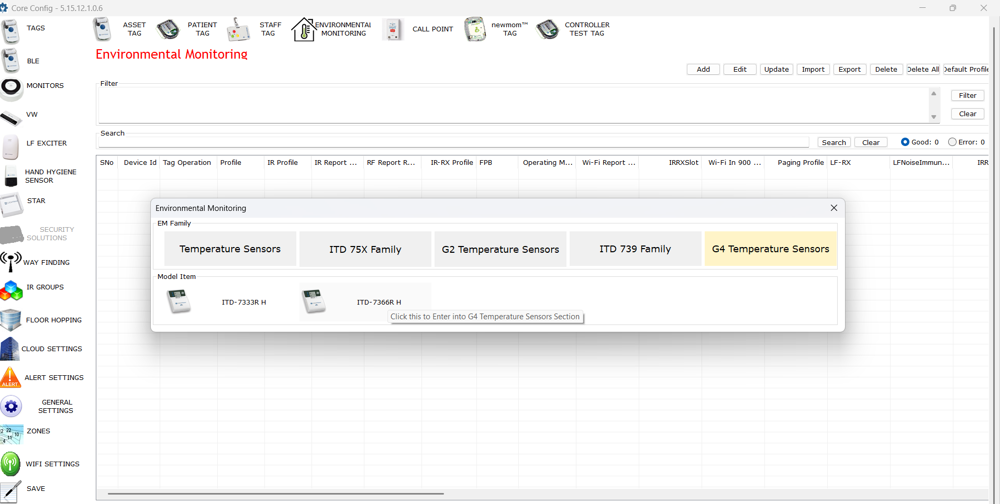 Core Config - 5.15.12.1.0.6
TAGS
BLE
MONITORS
VW
LF EXCITER
HAND HYGIENE
SENSOR
STAR
SECURITY
SOLUTIONS
WAY FINDING
IR GROUPS
FLOOR HOPPING
CLOUD SETTINGS
ALERT
ALERT SETTINGS
GENERAL
SETTINGS
12 22
10
11
4
ZONES
WIFI SETTINGS
SAVE
ASSET
TAG
PATIENT
TAG
STAFF
TAG
ENVIRONMENTAL
MONITORING
CALL POINT
newmom™
TAG
CONTROLLER
TEST TAG
Environmental Monitoring
Add Edit Update Import Export Delete Delete All Default Profile
Filter
Filter
Clear
Search
Search Clear Good: 0 Error: 0
SNo Device Id Tag Operation Profile IR Profile IR Report ... RF Report R... IR-RX Profile FPB Operating M... Wi-Fi Report ... IRRXSlot Wi-Fi In 900 ... Paging Profile LF-RX LFNoiseImmun... IRR
Environmental Monitoring
EM Family
Temperature Sensors ITD 75X Family G2 Temperature Sensors ITD 739 Family G4 Temperature Sensors
Model Item
ITD-7333R H ITD-7366R H
Click this to Enter into G4 Temperature Sensors Section